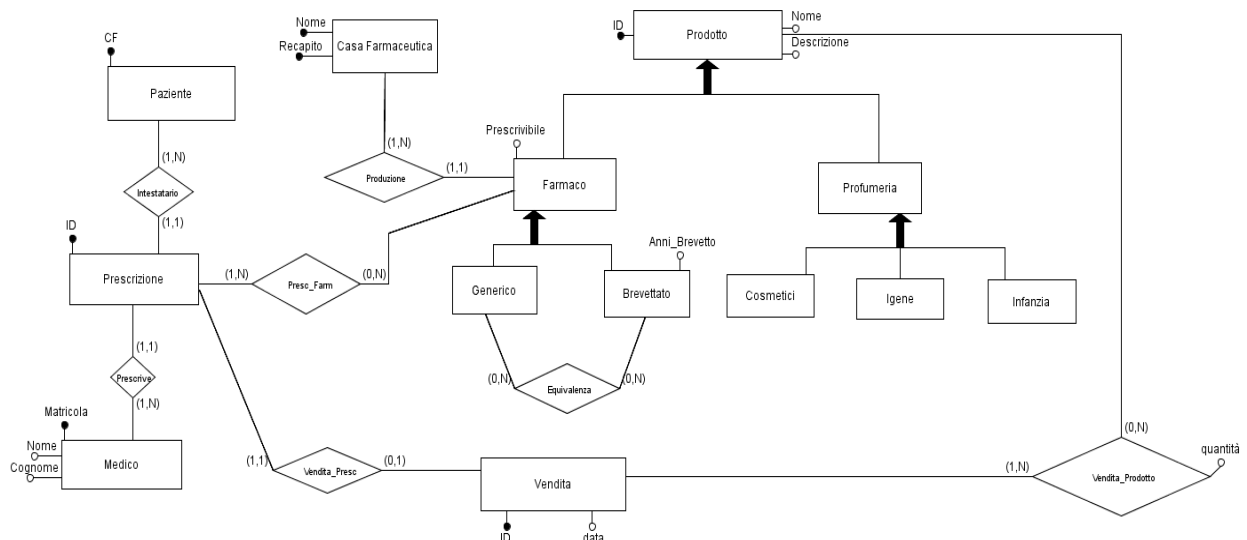 Nome
Nome
ID
Prodotto
CF
Recapito
Casa Farmaceutica
Descrizione
Paziente
Prescrivibile
(1,N)
(1,N)
(1,1)
Produzione
Farmaco
Profumeria
Intestatario
(1,1)
ID
Anni_Brevetto
Prescrizione
(1,N)
Presc_Farm
(0,N)
Generico
Brevettato
Cosmetici
Igene
Infanzia
(1,1)
Prescrive
(0,N)
Equivalenza
(0,N)
(1,N)
Matricola
Nome
Cognome
Medico
(1,1)
Vendita_Presc
(0,1)
Vendita
(0,N)
(1,N)
Vendita_Prodotto
quantità
ID
data